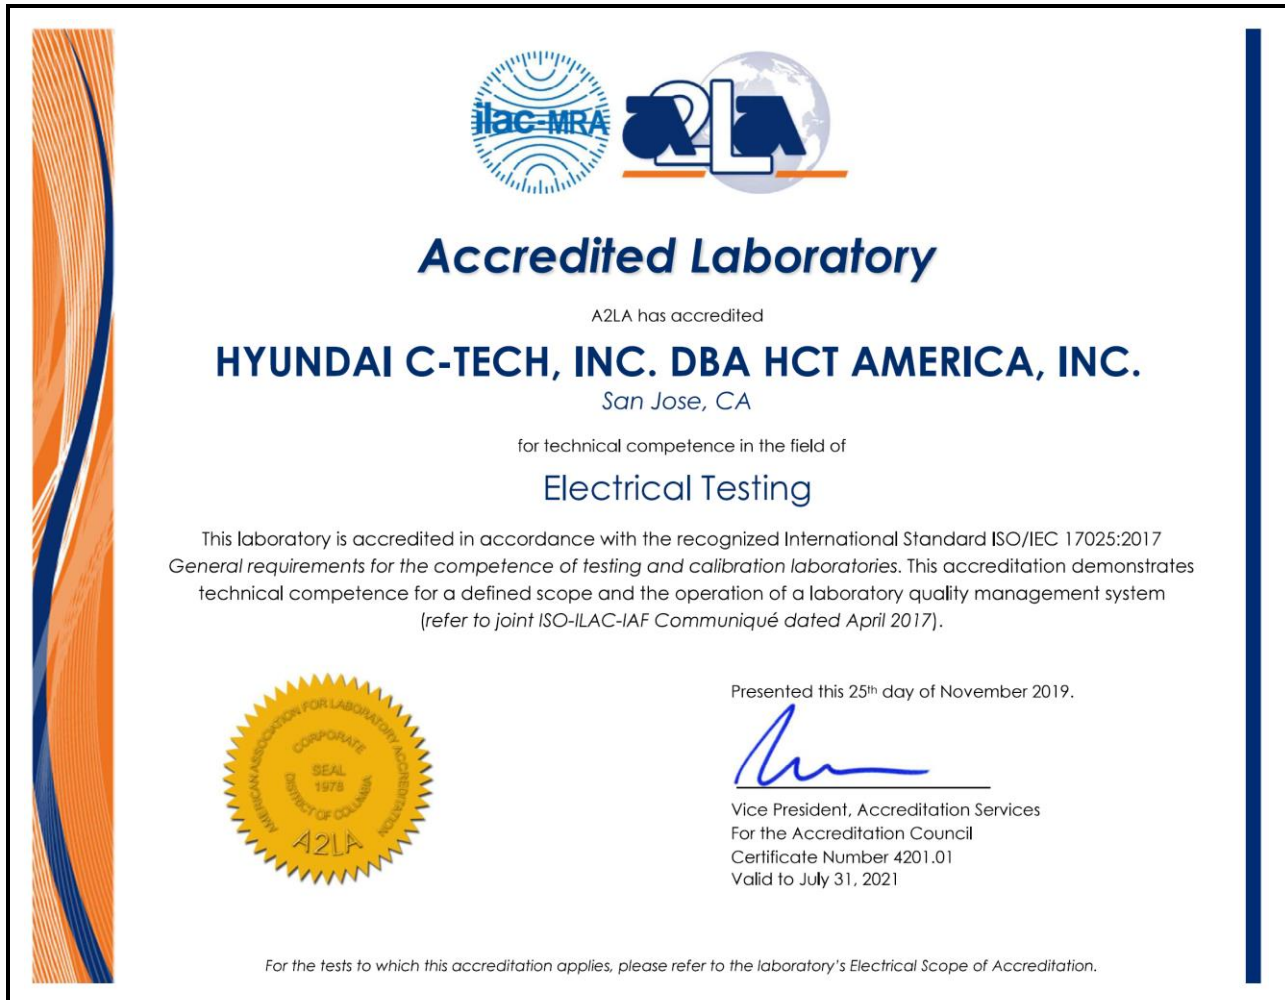 ilac-MRA
A2LA
Accredited Laboratory
A2LA has accredited
HYUNDAI C-TECH, INC. DBA HCT AMERICA, INC.
San Jose, CA
for technical competence in the field of
Electrical Testing
This laboratory is accredited in accordance with the recognized International Standard ISO/IEC 17025:2017
General requirements for the competence of testing and calibration laboratories. This accreditation demonstrates
technical competence for a defined scope and the operation of a laboratory quality management system
(refer to joint ISO-ILAC-IAF Communiqué dated April 2017).
AMERICAN ASSOCIATION FOR LABORATORY ACCREDITATION
CORPORATE
SEAL
1978
DISTRICT OF COLUMBIA
A2LA
Presented this 25th day of November 2019.
Vice President, Accreditation Services
For the Accreditation Council
Certificate Number 4201.01
Valid to July 31, 2021
For the tests to which this accreditation applies, please refer to the laboratory's Electrical Scope of Accreditation.